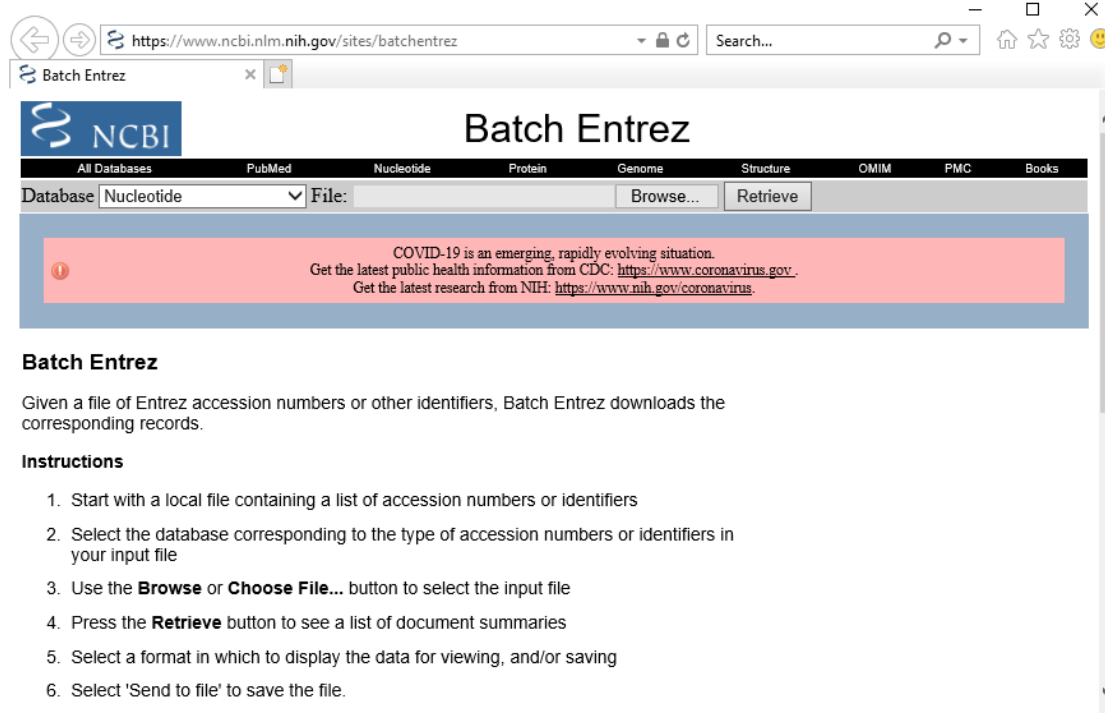 https://www.ncbi.nlm.nih.gov/sites/batchentrez
Search...
Batch Entrez
NCBI
Batch Entrez
All Databases PubMed Nucleotide Protein Genome Structure OMIM PMC Books
Database Nucleotide File: Browse... Retrieve
COVID-19 is an emerging, rapidly evolving situation.
Get the latest public health information from CDC: https://www.coronavirus.gov .
Get the latest research from NIH: https://www.nih.gov/coronavirus.
Batch Entrez
Given a file of Entrez accession numbers or other identifiers, Batch Entrez downloads the
corresponding records.
Instructions
1. Start with a local file containing a list of accession numbers or identifiers
2. Select the database corresponding to the type of accession numbers or identifiers in
your input file
3. Use the Browse or Choose File... button to select the input file
4. Press the Retrieve button to see a list of document summaries
5. Select a format in which to display the data for viewing, and/or saving
6. Select 'Send to file' to save the file.